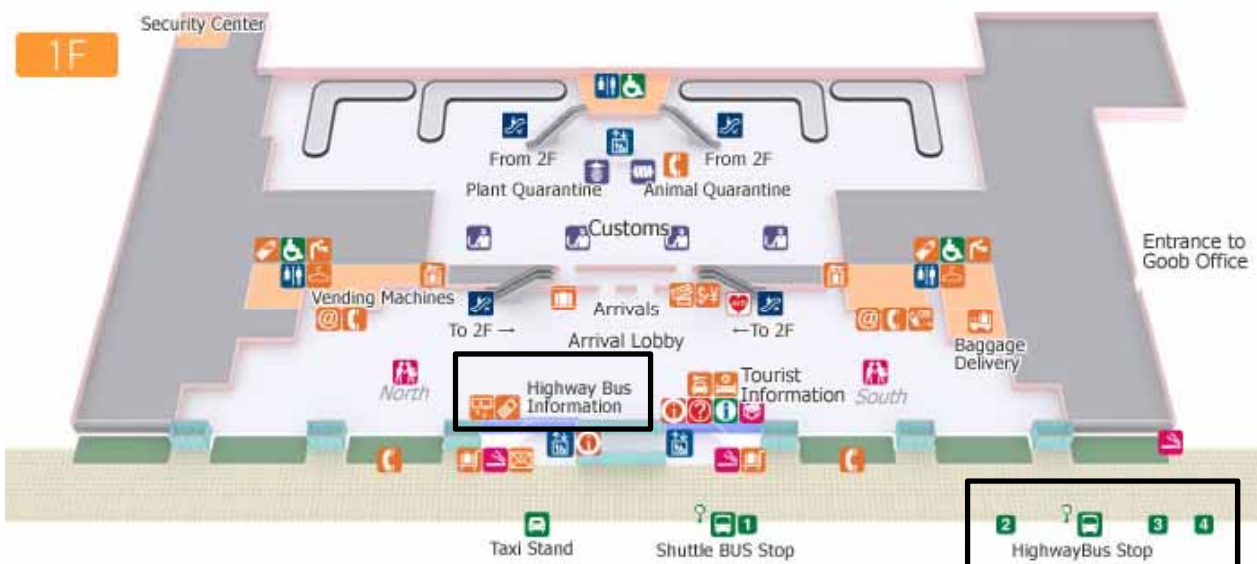 Security Center
1F
From 2F
From 2F
Plant Quarantine
Animal Quarantine
Customs
Entrance to
Goob Office
Vending Machines
Arrivals
To 2F →
←To 2F
Arrival Lobby
Baggage
Delivery
North
Highway Bus
Information
Tourist
Information
South
2
1
3
4
Taxi Stand
Shuttle BUS Stop
HighwayBus Stop